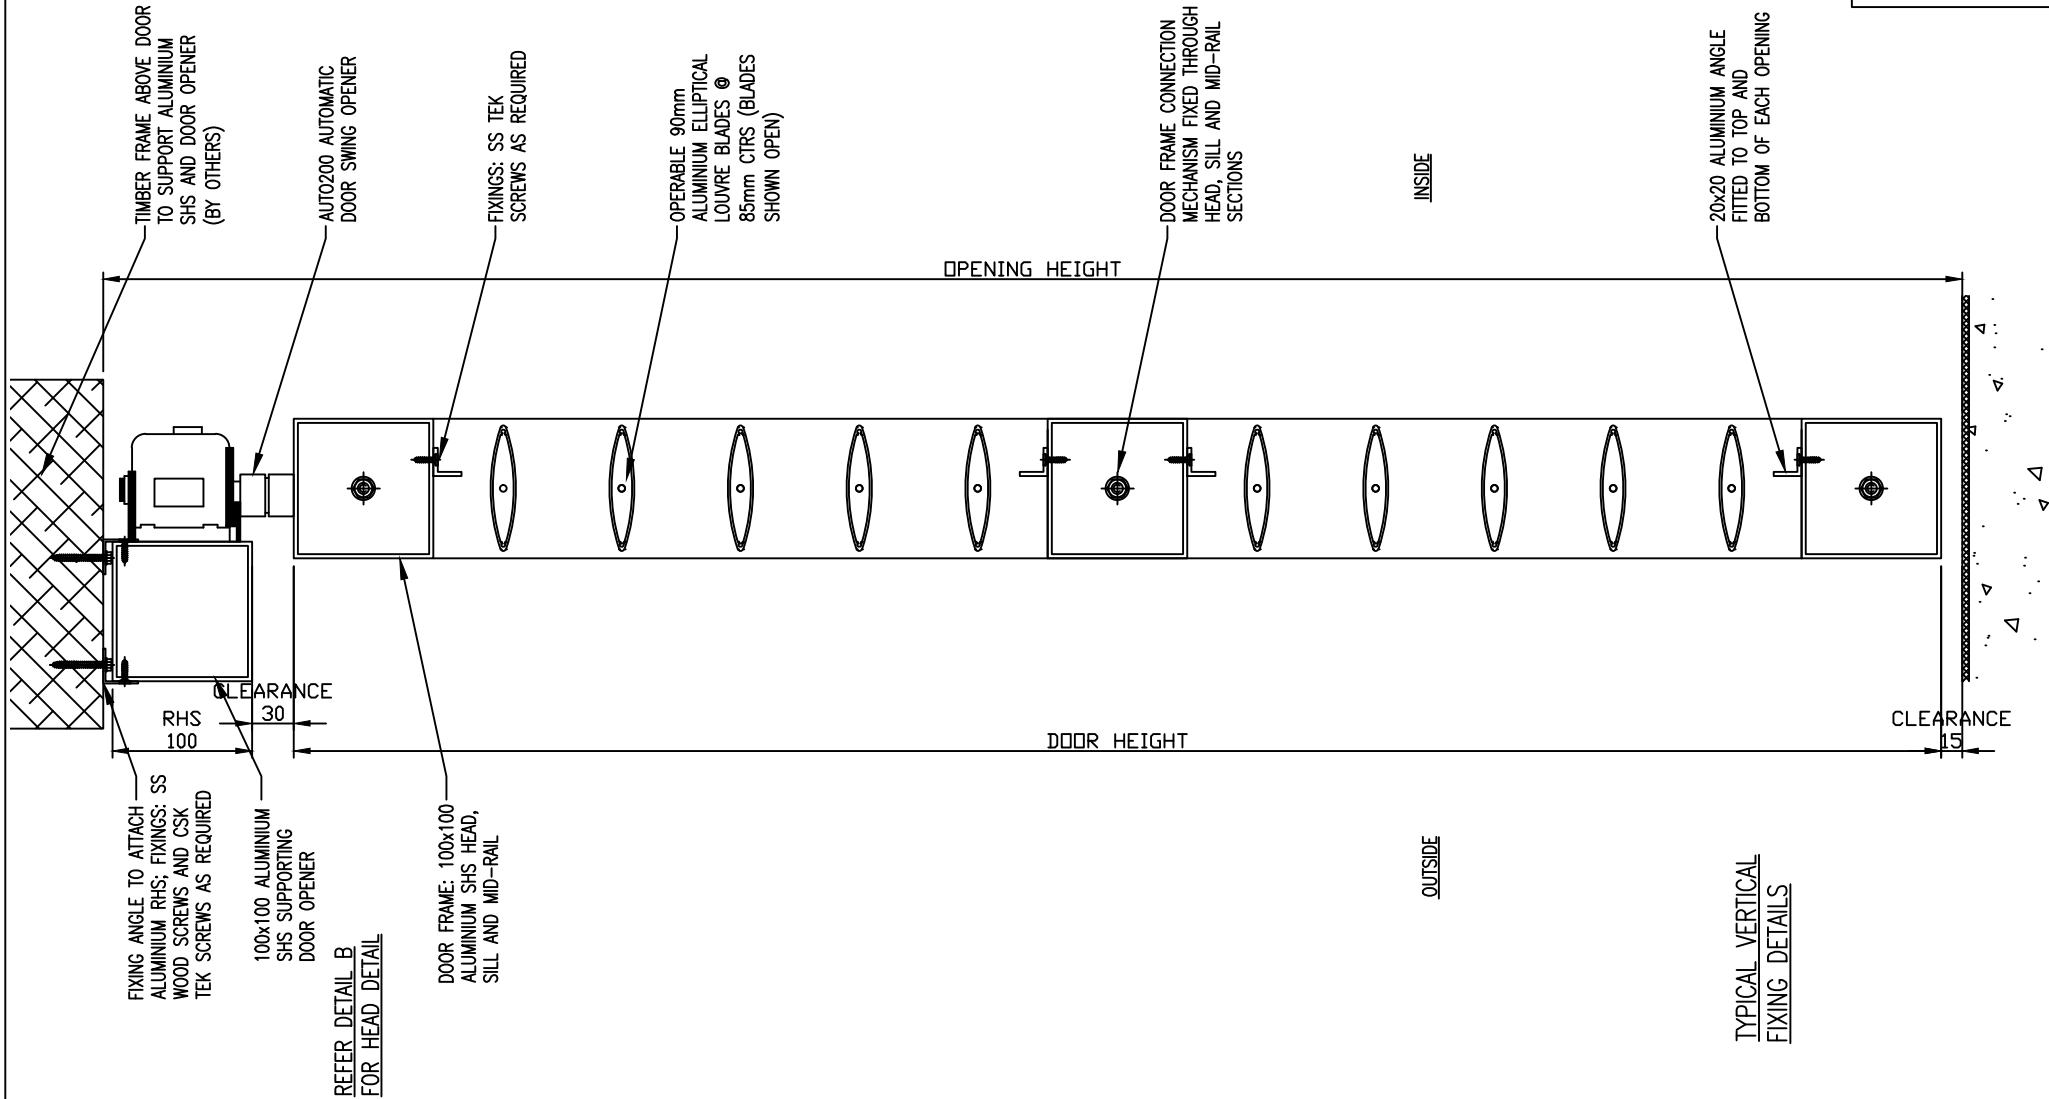 TIMBER FRAME ABOVE DOOR
TO SUPPORT ALUMINIUM
SHS AND DOOR OPENER
(BY OTHERS)
AUTO200 AUTOMATIC
DOOR SWING OPENER
FIXINGS: SS TEK
SCREWS AS REQUIRED
OPERABLE 90mm
ALUMINIUM ELLIPTICAL
LOUVRE BLADES @
85mm CTRS (BLADES
SHOWN OPEN)
DOOR FRAME CONNECTION
MECHANISM FIXED THROUGH
HEAD, SILL AND MID-RAIL
SECTIONS
INSIDE
20x20 ALUMINIUM ANGLE
FITTED TO TOP AND
BOTTOM OF EACH OPENING
OPENING HEIGHT
CLEARANCE
30
RHS
100
DOOR HEIGHT
CLEARANCE
15
FIXING ANGLE TO ATTACH
ALUMINIUM RHS; FIXINGS: SS
WOOD SCREWS AND CSK
TEK SCREWS AS REQUIRED
100x100 ALUMINIUM
SHS SUPPORTING
DOOR OPENER
REFER DETAIL B
FOR HEAD DETAIL
DOOR FRAME: 100x100
ALUMINIUM SHS HEAD,
SILL AND MID-RAIL
OUTSIDE
TYPICAL VERTICAL
FIXING DETAILS